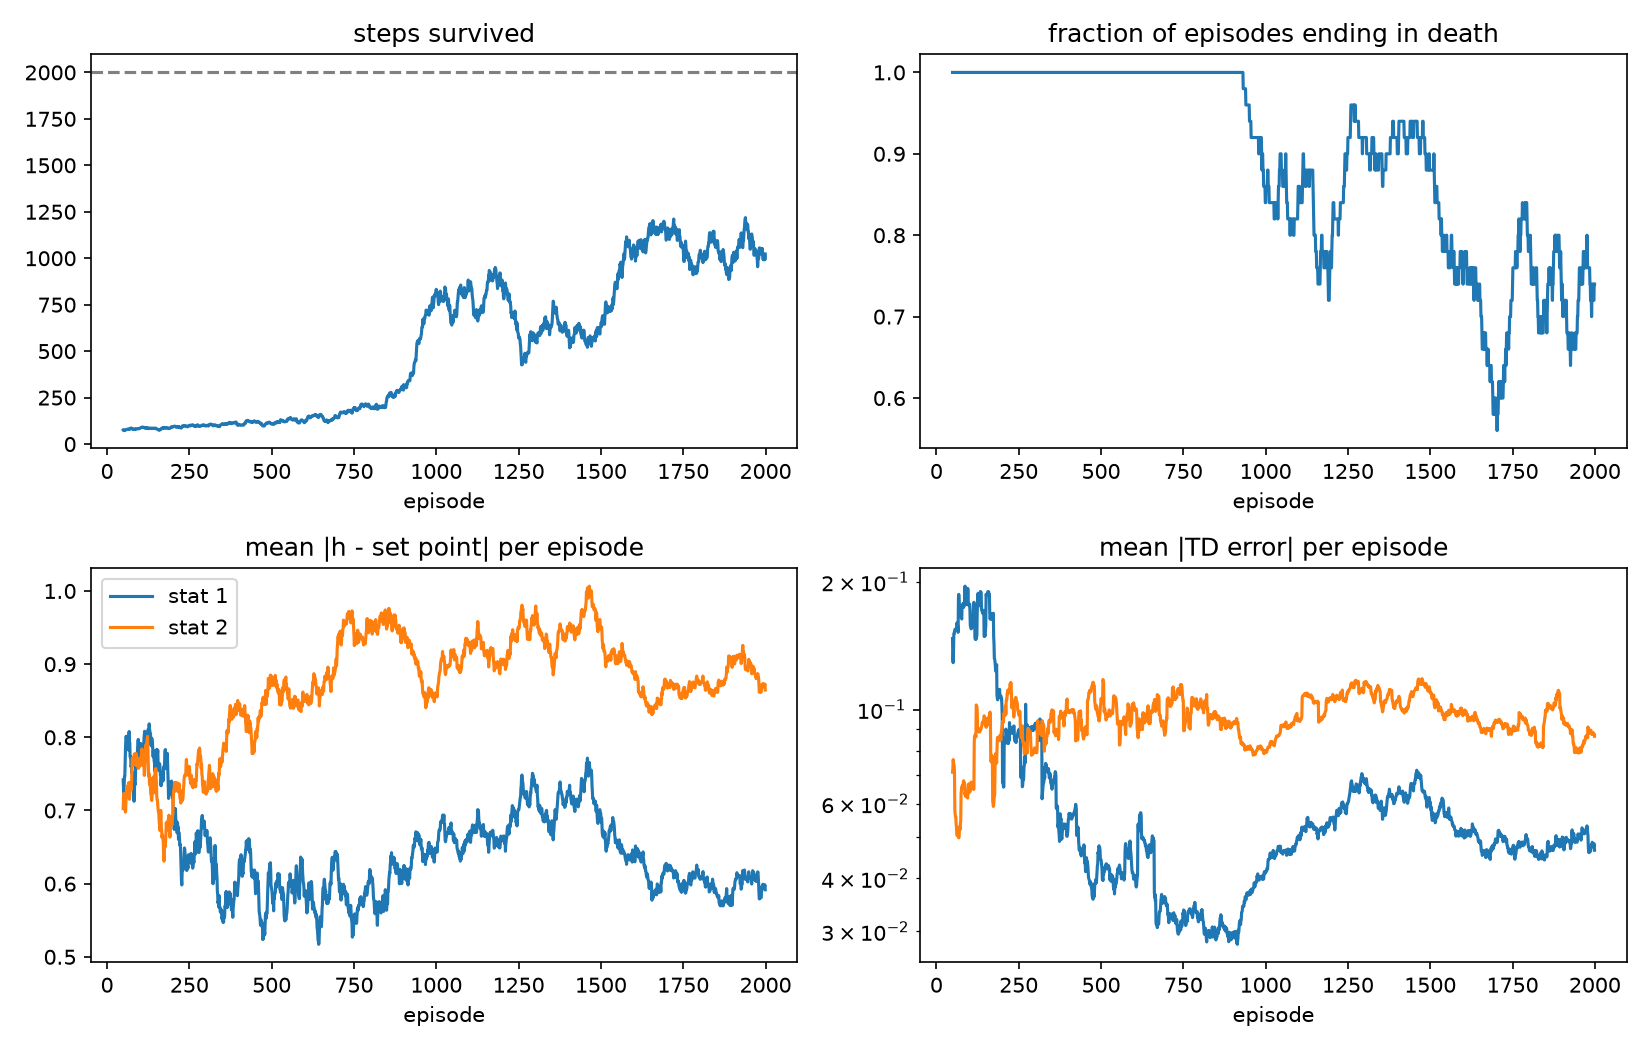 steps survived
2000
1750
1500
1250
1000
750
500
250
0
0 250 500 750 1000 1250 1500 1750 2000
episode
fraction of episodes ending in death
1.0
0.9
0.8
0.7
0.6
0 250 500 750 1000 1250 1500 1750 2000
episode
mean |h - set point| per episode
stat 1
stat 2
1.0
0.9
0.8
0.7
0.6
0.5
0 250 500 750 1000 1250 1500 1750 2000
episode
mean |TD error| per episode
2 × 10⁻¹
10⁻¹
6 × 10⁻²
4 × 10⁻²
3 × 10⁻²
0 250 500 750 1000 1250 1500 1750 2000
episode